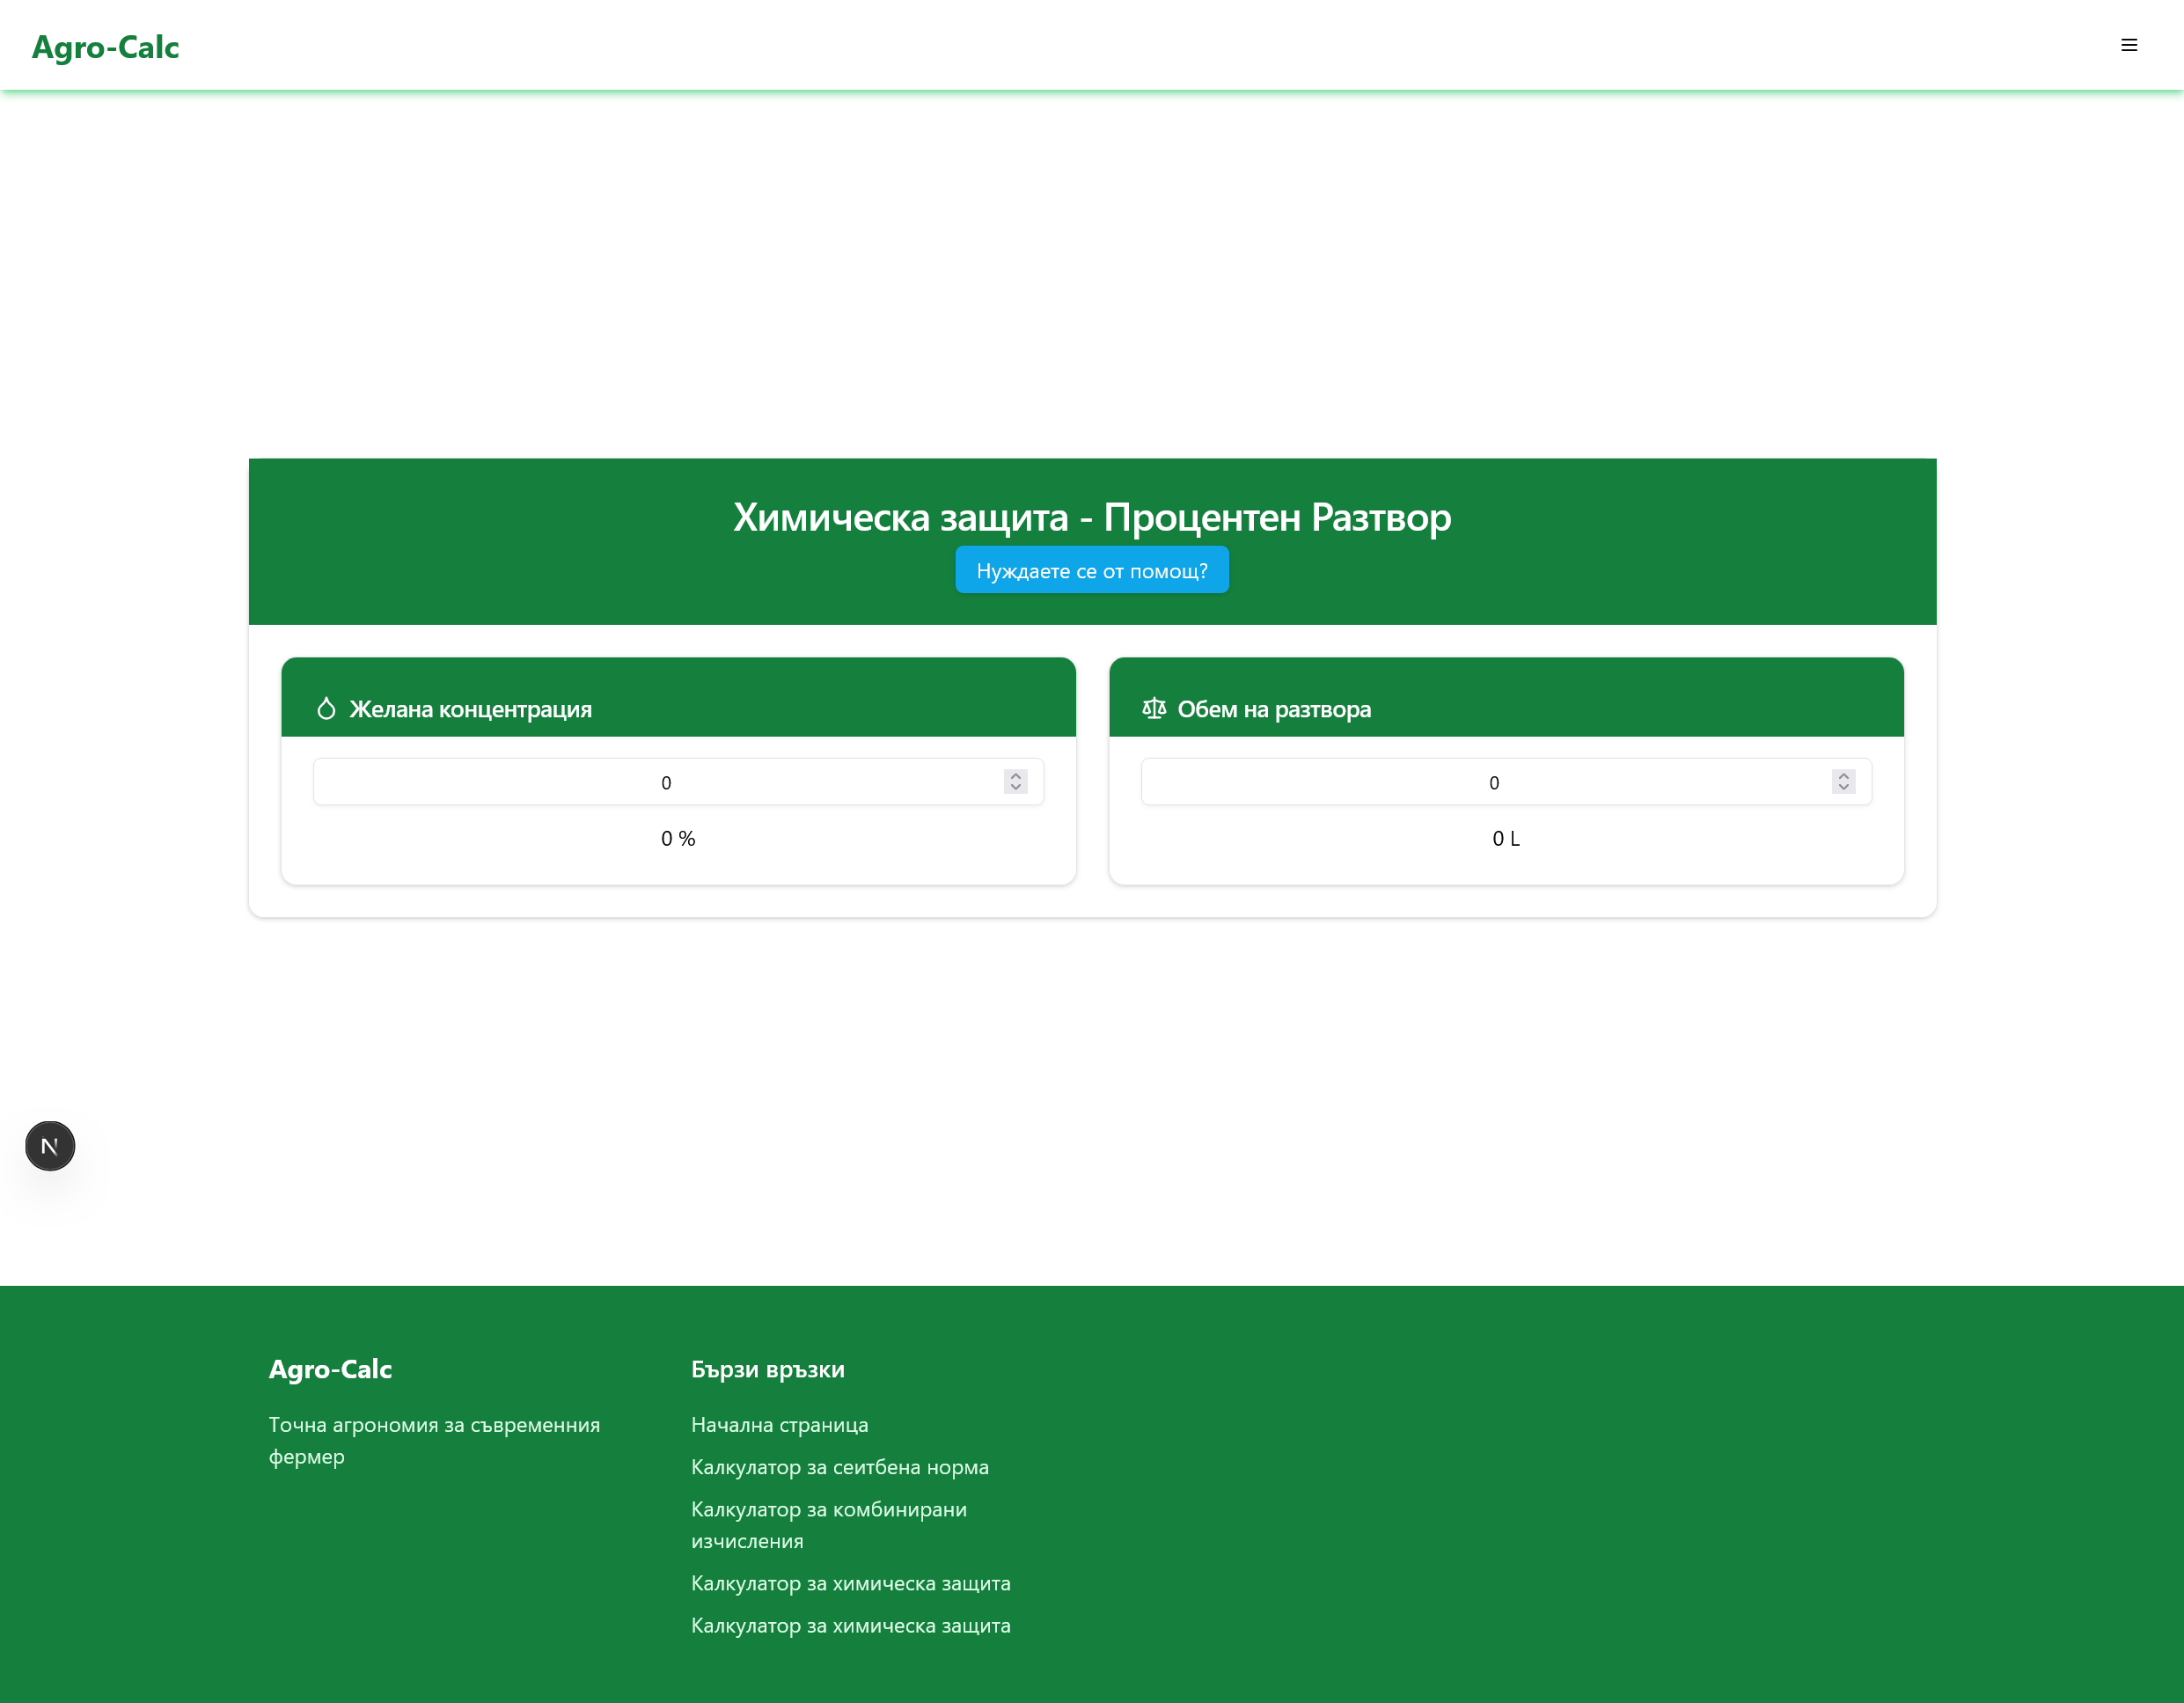 Agro-Calc
Химическа защита - Процентен Разтвор
Нуждаете се от помощ?
Желана концентрация
0
0 %
Обем на разтвора
0
0 L
N
Agro-Calc
Точна агрономия за съвременния
фермер
Бързи връзки
Начална страница
Калкулатор за сеитбена норма
Калкулатор за комбинирани
изчисления
Калкулатор за химическа защита
Калкулатор за химическа защита